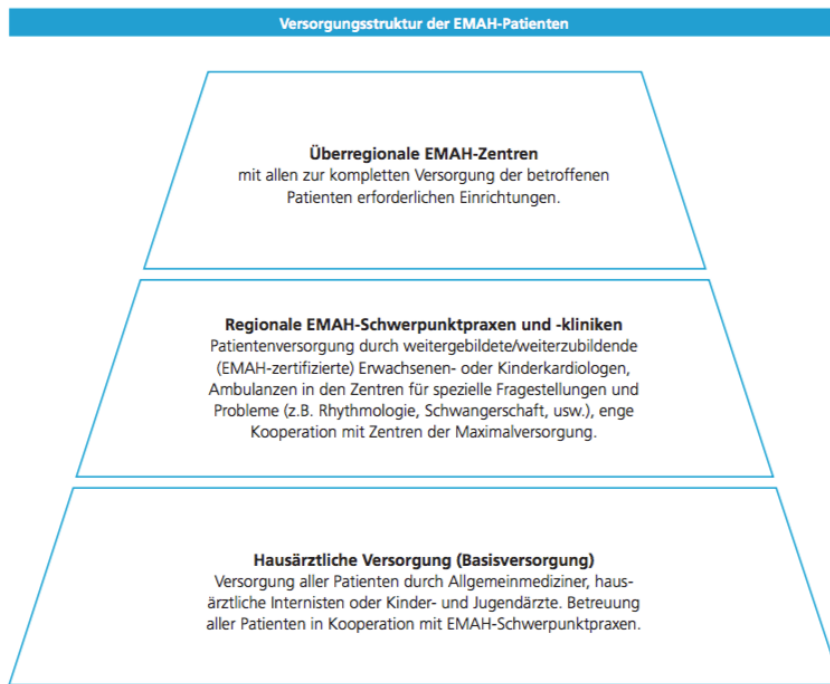 Versorgungsstruktur der EMAH-Patienten
Überregionale EMAH-Zentren
mit allen zur kompletten Versorgung der betroffenen
Patienten erforderlichen Einrichtungen.
Regionale EMAH-Schwerpunktpraxen und -kliniken
Patientenversorgung durch weitergebildete/weiterzubildende
(EMAH-zertifizierte) Erwachsenen- oder Kinderkardiologen,
Ambulanzen in den Zentren für spezielle Fragestellungen und
Probleme (z.B. Rhythmologie, Schwangerschaft, usw.), enge
Kooperation mit Zentren der Maximalversorgung.
Hausärztliche Versorgung (Basisversorgung)
Versorgung aller Patienten durch Allgemeinmediziner, haus-
ärztliche Internisten oder Kinder- und Jugendärzte. Betreuung
aller Patienten in Kooperation mit EMAH-Schwerpunktpraxen.